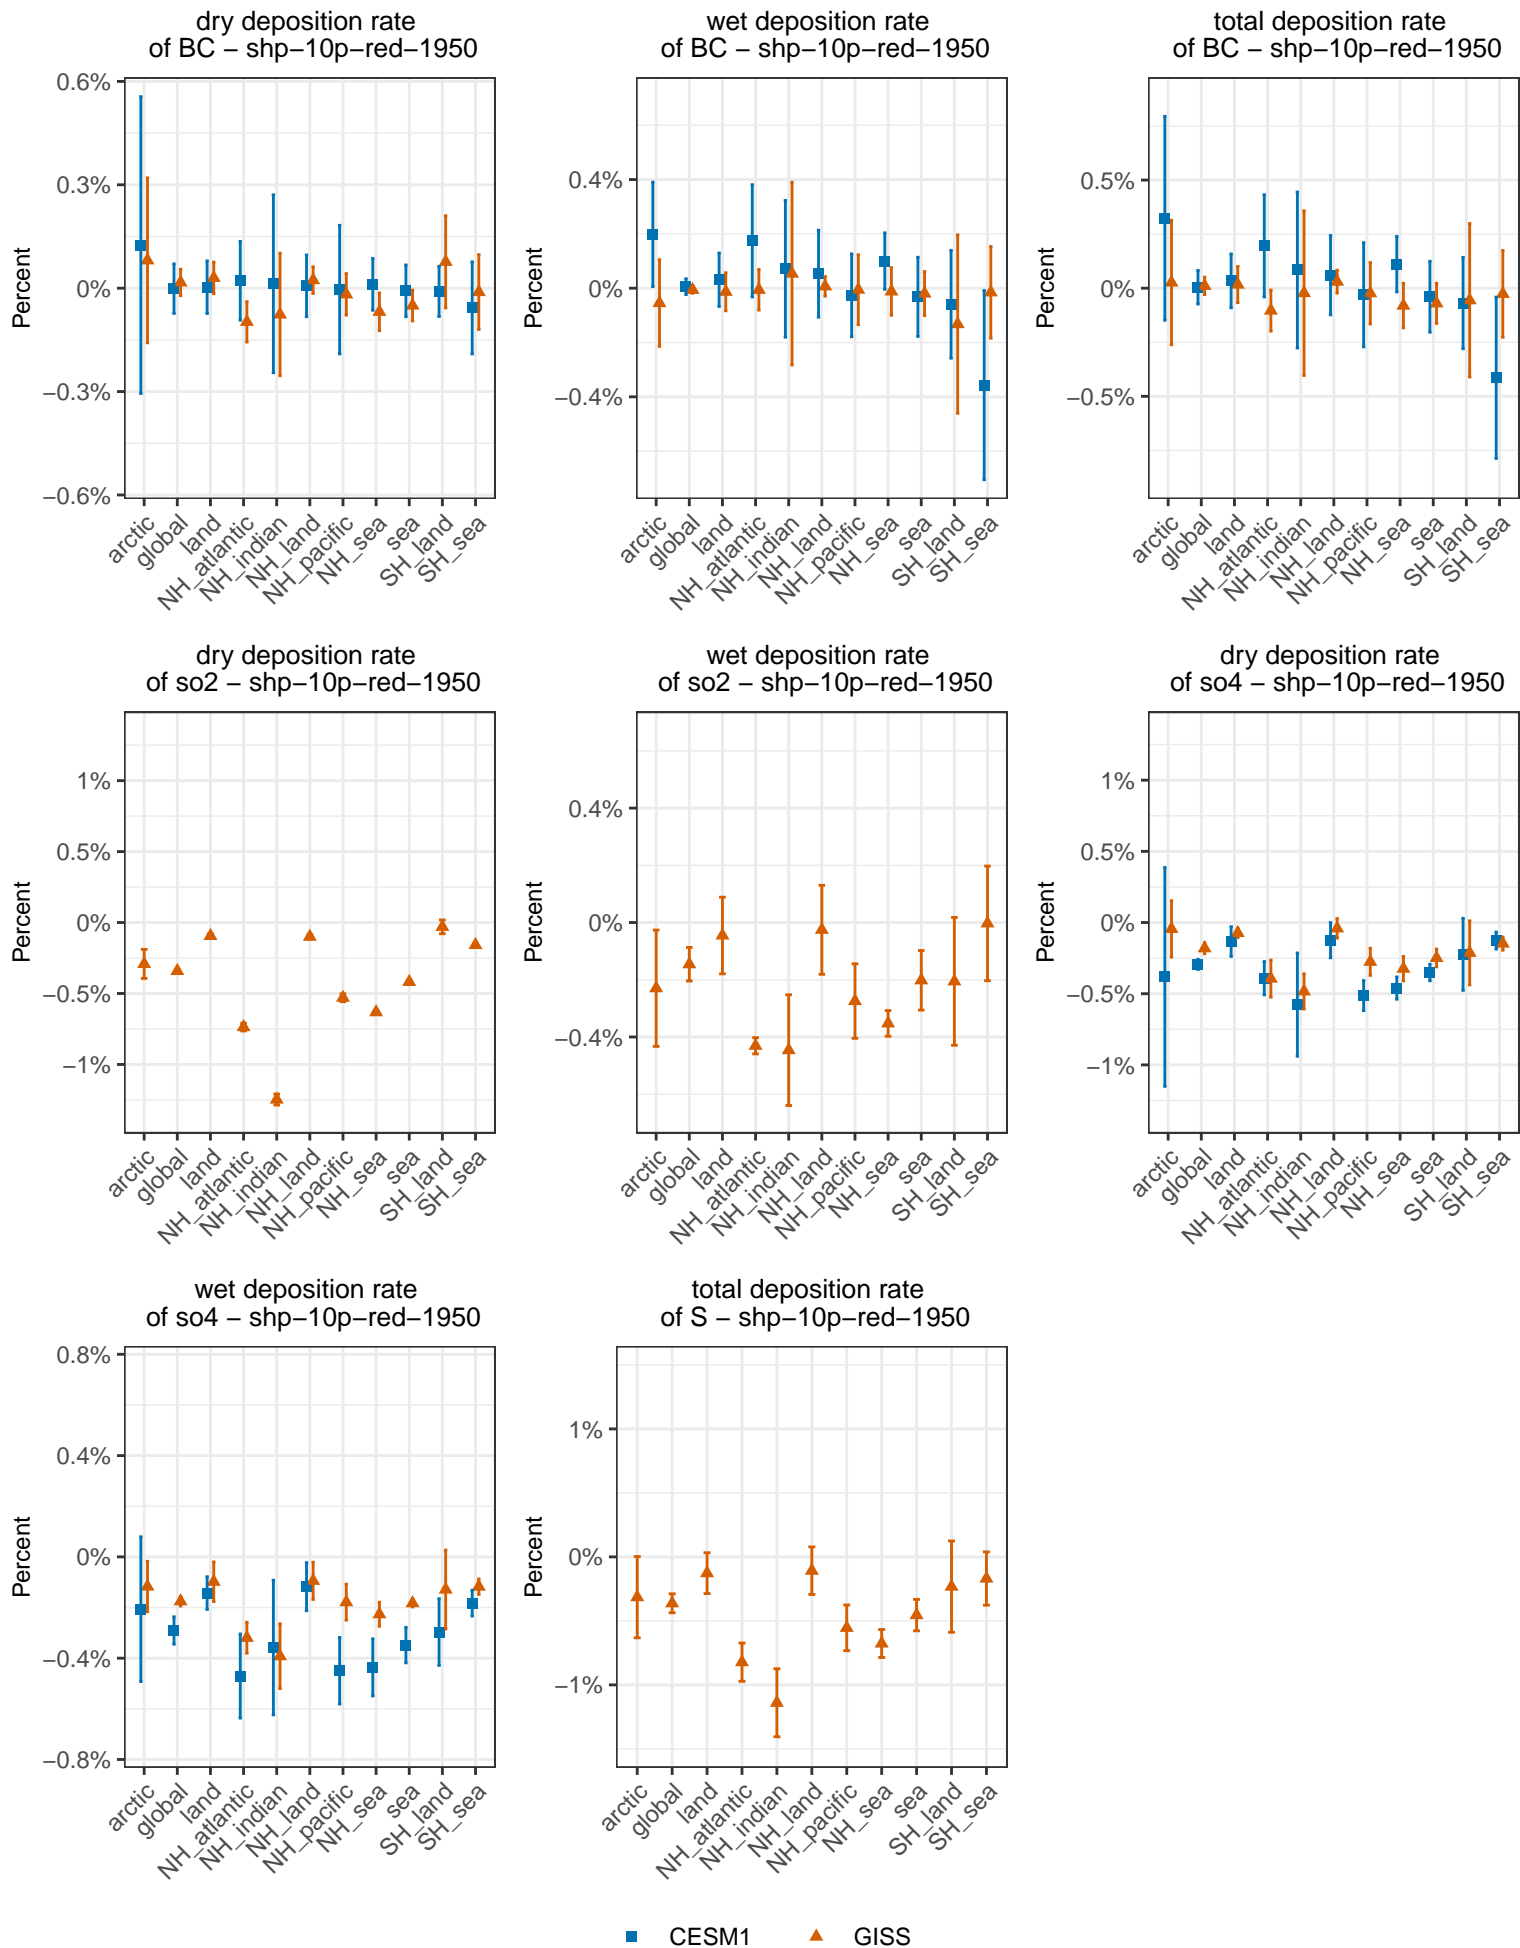 dry deposition rate
of BC − shp−10p−red−1950
wet deposition rate
of BC − shp−10p−red−1950
total deposition rate
of BC − shp−10p−red−1950
Percent
0.6%
0.3%
0%
−0.3%
−0.6%
arctic
global
land
NH_atlantic
NH_indian
NH_land
NH_pacific
NH_sea
sea
SH_land
SH_sea
Percent
0.4%
0%
−0.4%
arctic
global
land
NH_atlantic
NH_indian
NH_land
NH_pacific
NH_sea
sea
SH_land
SH_sea
Percent
0.5%
0%
−0.5%
arctic
global
land
NH_atlantic
NH_indian
NH_land
NH_pacific
NH_sea
sea
SH_land
SH_sea
dry deposition rate
of so2 − shp−10p−red−1950
wet deposition rate
of so2 − shp−10p−red−1950
dry deposition rate
of so4 − shp−10p−red−1950
Percent
1%
0.5%
0%
−0.5%
−1%
arctic
global
land
NH_atlantic
NH_indian
NH_land
NH_pacific
NH_sea
sea
SH_land
SH_sea
Percent
0.4%
0%
−0.4%
arctic
global
land
NH_atlantic
NH_indian
NH_land
NH_pacific
NH_sea
sea
SH_land
SH_sea
Percent
1%
0.5%
0%
−0.5%
−1%
arctic
global
land
NH_atlantic
NH_indian
NH_land
NH_pacific
NH_sea
sea
SH_land
SH_sea
wet deposition rate
of so4 − shp−10p−red−1950
total deposition rate
of S − shp−10p−red−1950
Percent
0.8%
0.4%
0%
−0.4%
−0.8%
arctic
global
land
NH_atlantic
NH_indian
NH_land
NH_pacific
NH_sea
sea
SH_land
SH_sea
Percent
1%
0%
−1%
arctic
global
land
NH_atlantic
NH_indian
NH_land
NH_pacific
NH_sea
sea
SH_land
SH_sea
CESM1
GISS